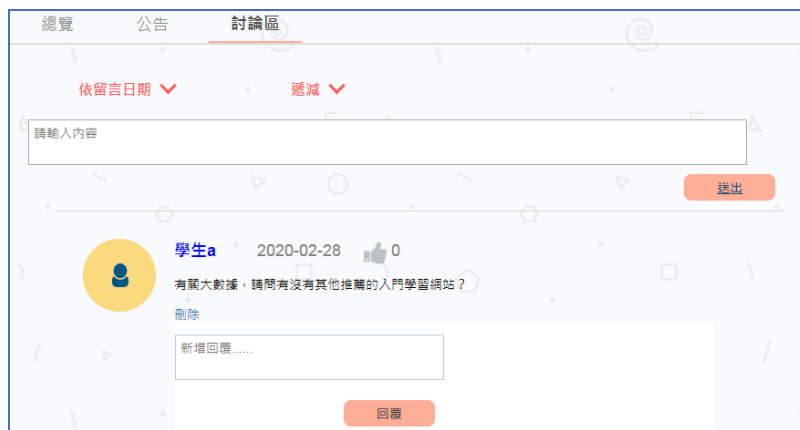 總覽 公告 討論區
依留言日期 遞減
請輸入內容
送出
學生a 2020-02-28 0
有關大數據，請問有沒有其他推薦的入門學習網站？
刪除
新增回覆......
回覆